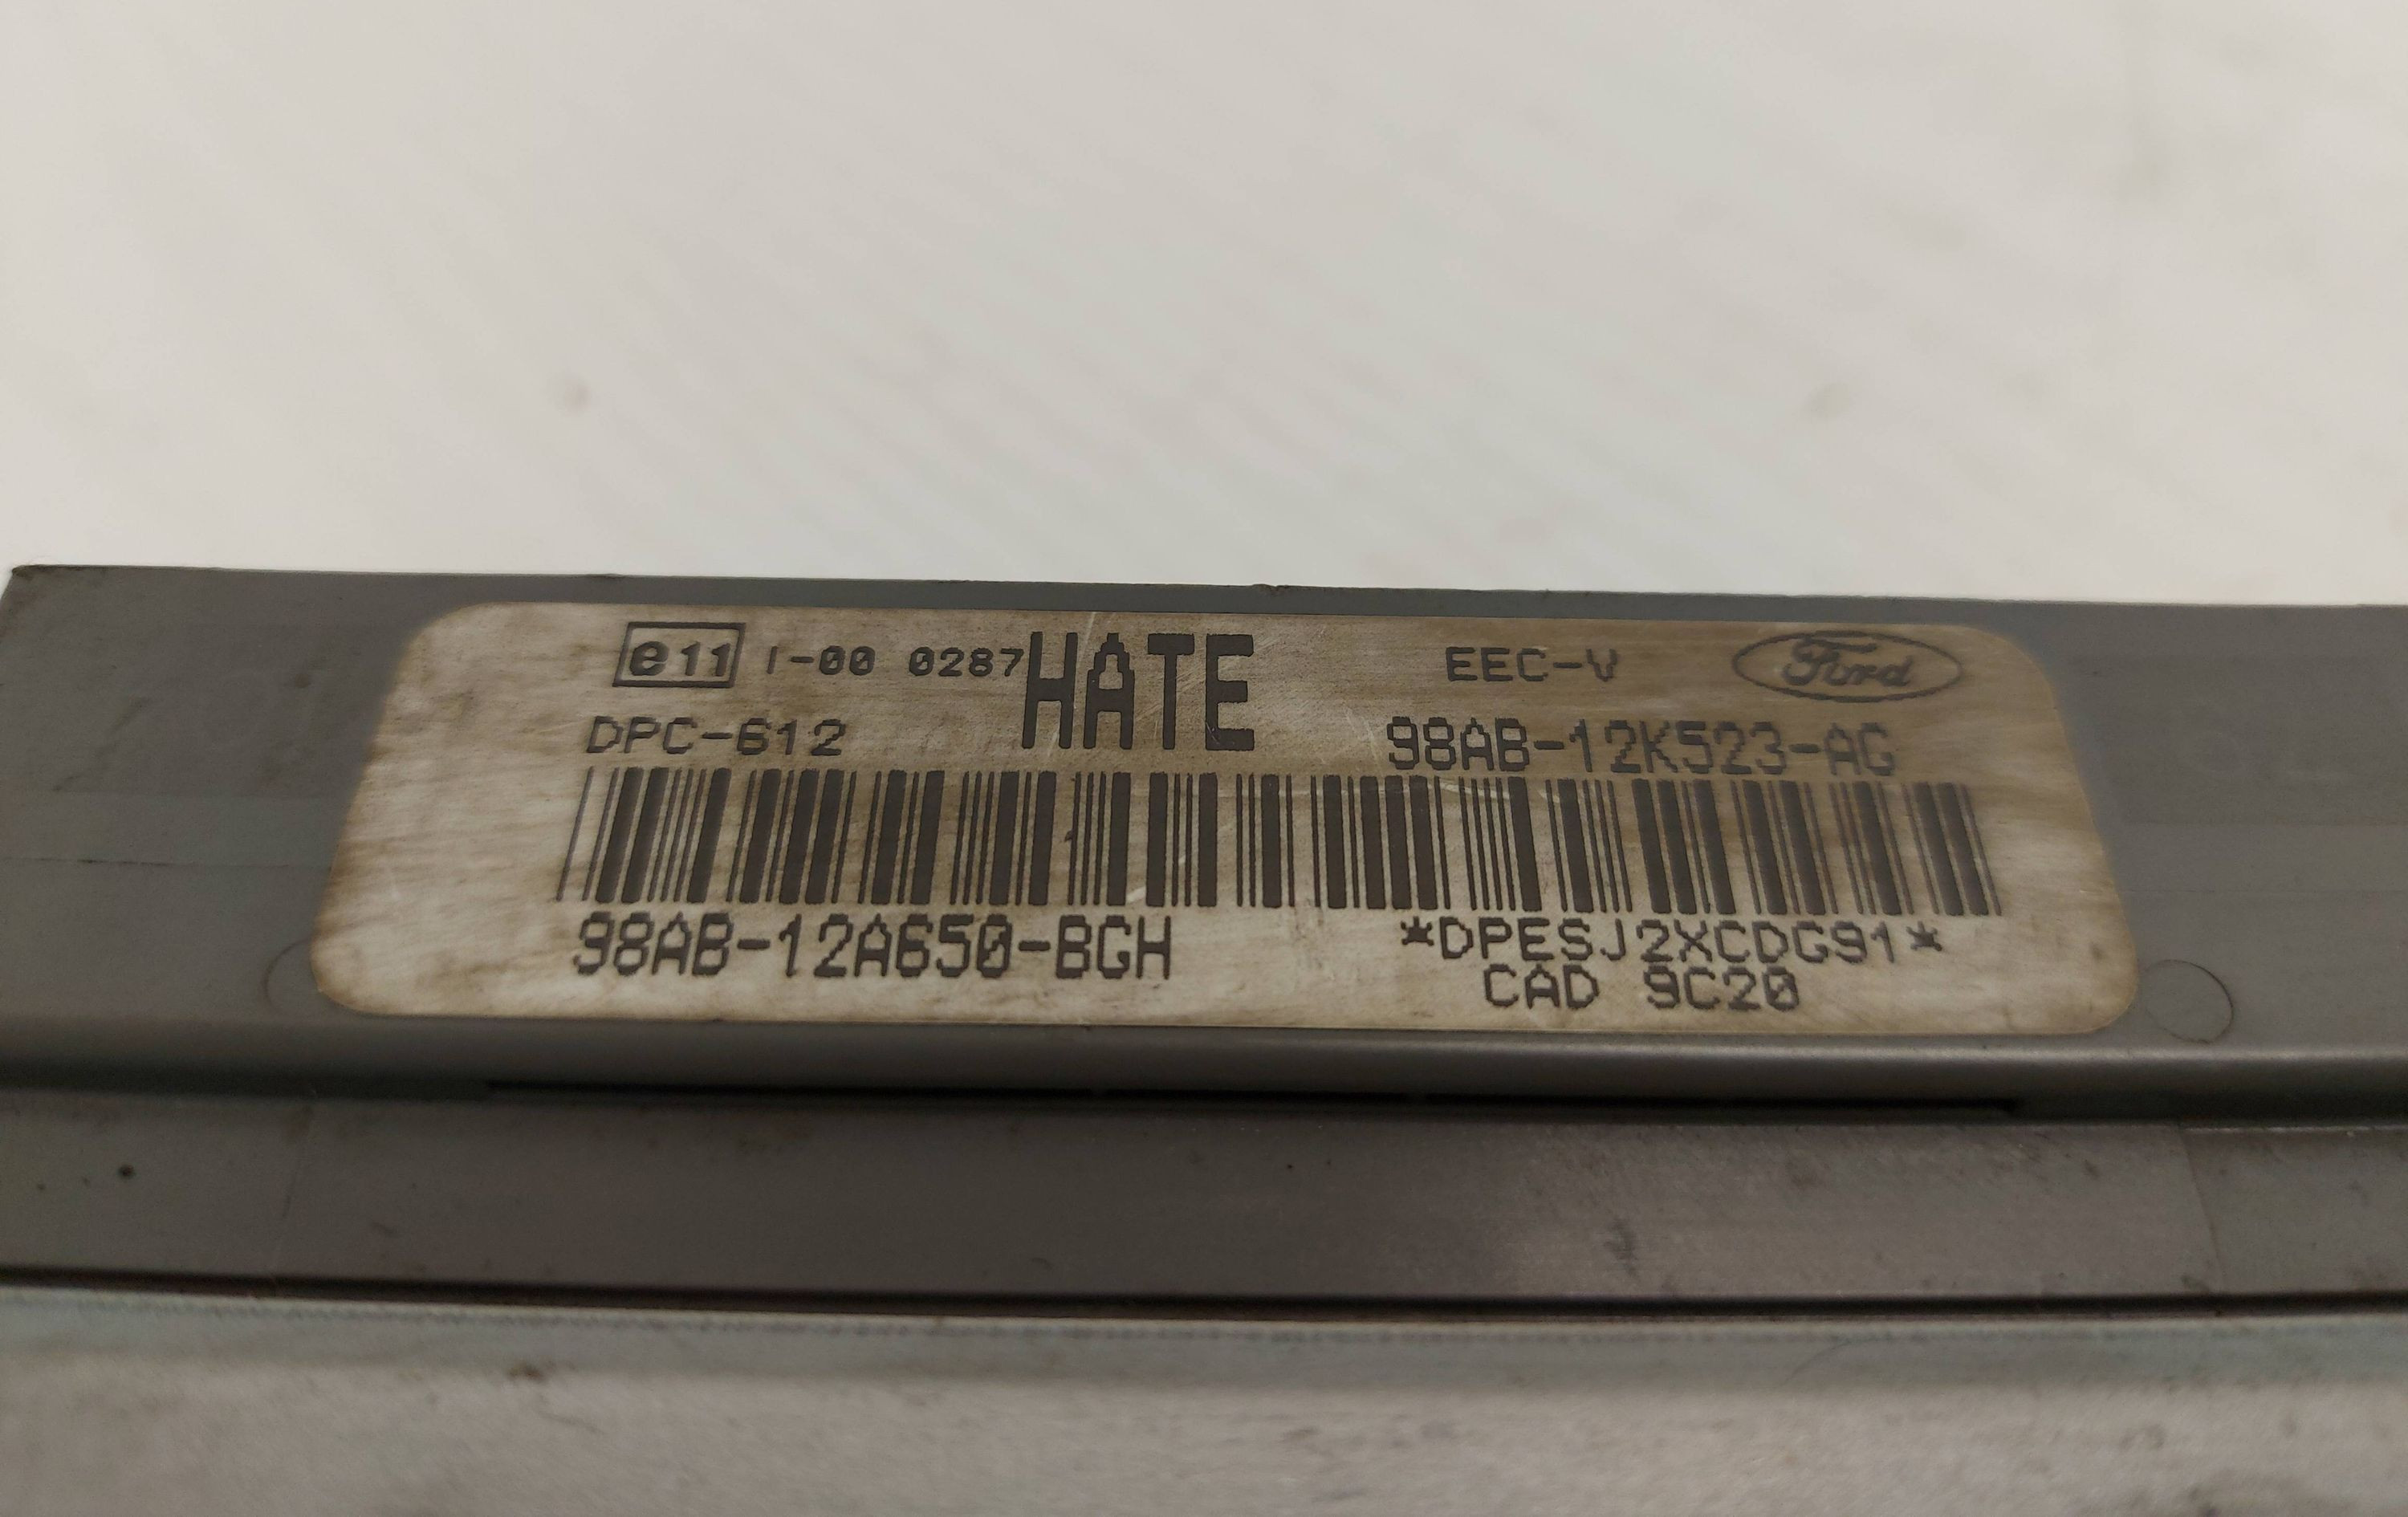 e11 I-00 0287 HATE EEC-V Ford
DPC-612 98AB-12K523-AG
98AB-12A650-BGH *DPESJ2XCDG91*
CAD 9C20